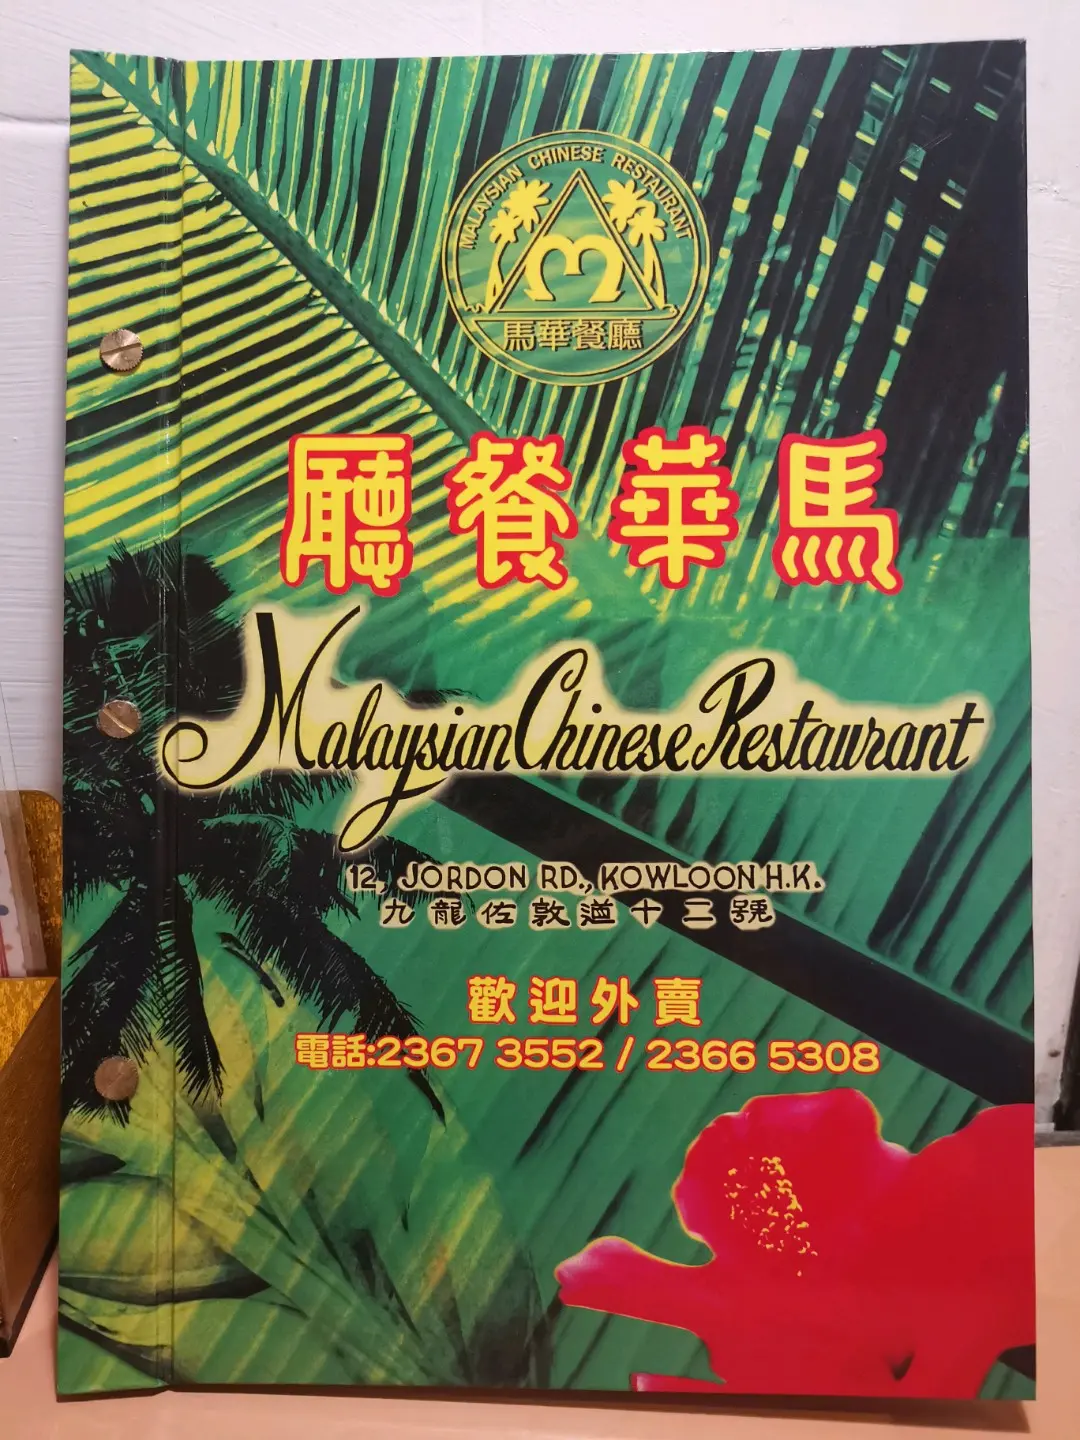 MALAYSIAN CHINESE RESTAURANT
m
馬華餐廳
廳餐華馬
Malaysian Chinese Restaurant
12, JORDON RD., KOWLOON H.K.
九龍佐敦道十二號
歡迎外賣
電話:2367 3552 / 2366 5308